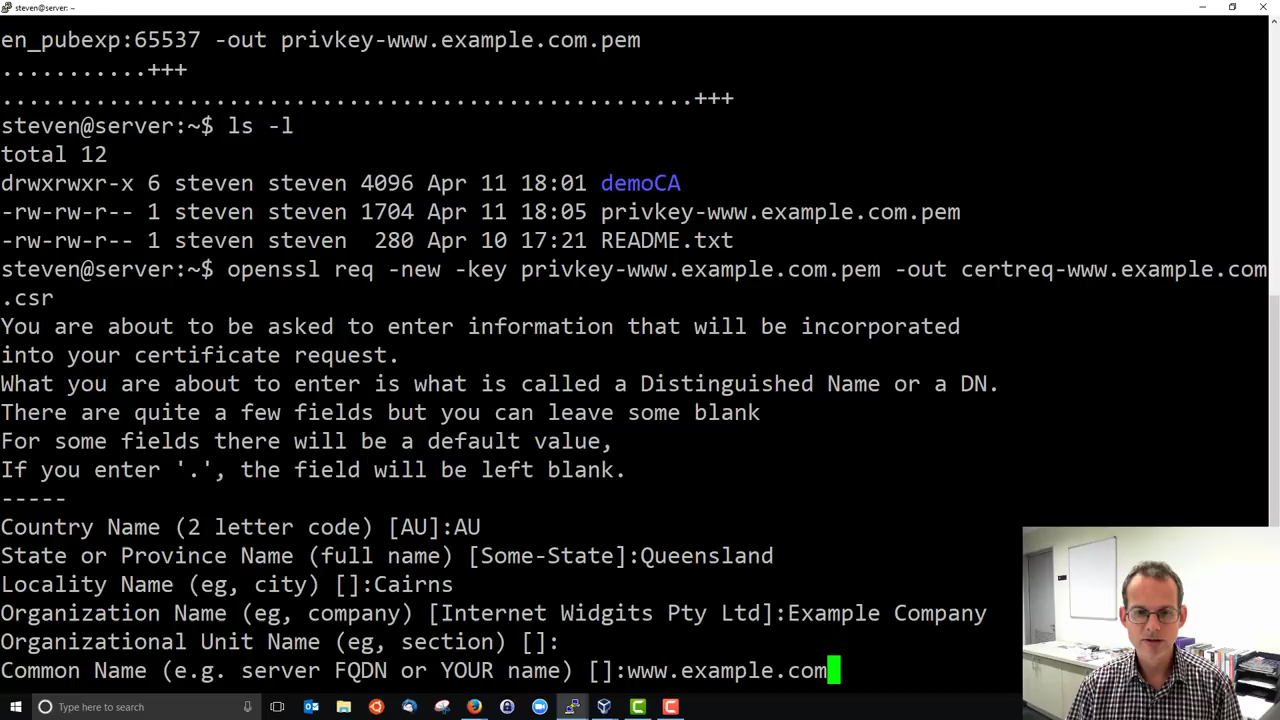 steven@server: ~
en_pubexp:65537 -out privkey-www.example.com.pem
...........+++
....................................................+++
steven@server:~$ ls -l
total 12
drwxrwxr-x 6 steven steven 4096 Apr 11 18:01 demoCA
-rw-rw-r-- 1 steven steven 1704 Apr 11 18:05 privkey-www.example.com.pem
-rw-rw-r-- 1 steven steven  280 Apr 10 17:21 README.txt
steven@server:~$ openssl req -new -key privkey-www.example.com.pem -out certreq-www.example.com
.csr
You are about to be asked to enter information that will be incorporated
into your certificate request.
What you are about to enter is what is called a Distinguished Name or a DN.
There are quite a few fields but you can leave some blank
For some fields there will be a default value,
If you enter '.', the field will be left blank.
-----
Country Name (2 letter code) [AU]:AU
State or Province Name (full name) [Some-State]:Queensland
Locality Name (eg, city) []:Cairns
Organization Name (eg, company) [Internet Widgits Pty Ltd]:Example Company
Organizational Unit Name (eg, section) []:
Common Name (e.g. server FQDN or YOUR name) []:www.example.com
Type here to search